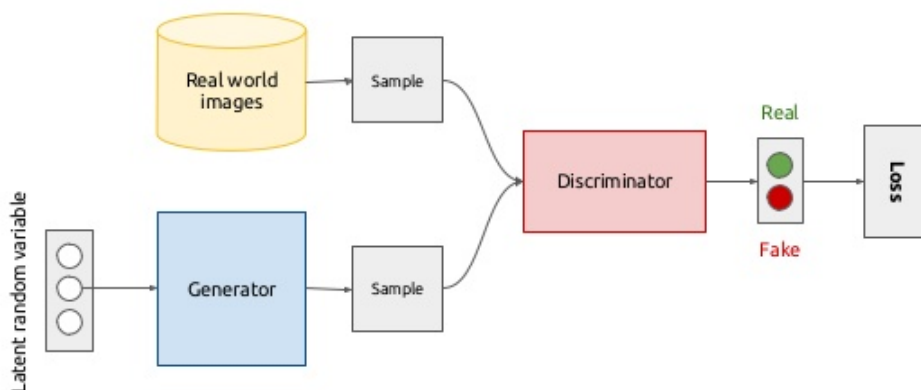 Real world
images
Sample
Latent random variable
Generator
Sample
Discriminator
Real
Fake
Loss